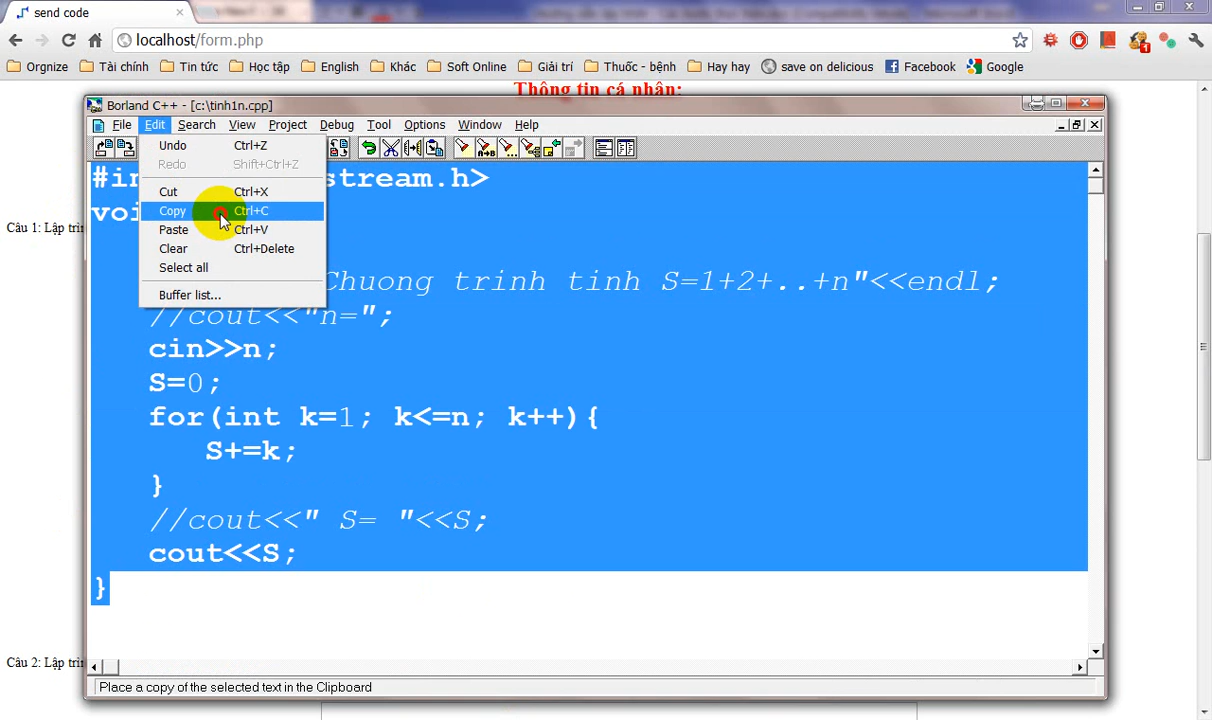 send code
localhost/form.php
Orgnize Tài chính Tin tức Học tập English Khác Soft Online Giải trí Thuốc - bệnh Hay hay save on delicious Facebook Google
Thông tin cá nhân:
Borland C++ - [c:\tinh1n.cpp]
File Edit Search View Project Debug Tool Options Window Help
Undo Ctrl+Z
Redo Shift+Ctrl+Z
Cut Ctrl+X
Copy Ctrl+C
Paste Ctrl+V
Clear Ctrl+Delete
Select all
Buffer list...
#in stream.h>
voi
Chuong trinh tinh S=1+2+..+n"<<endl;
//cout<<"n=";
cin>>n;
S=0;
for(int k=1; k<=n; k++){
S+=k;
}
//cout<<" S= "<<S;
cout<<S;
}
Câu 1: Lập trìn
Câu 2: Lập trìn
Place a copy of the selected text in the Clipboard